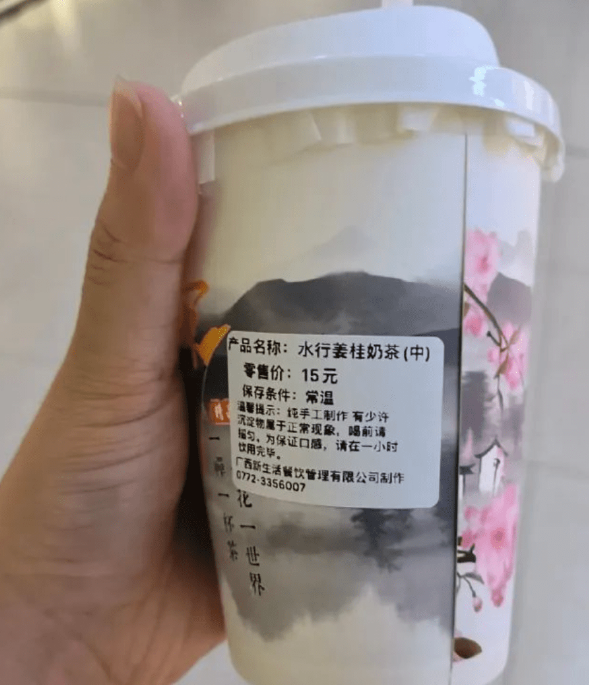 产品名称：水行姜桂奶茶(中)
零售价：15元
保存条件：常温
温馨提示：纯手工制作 有少许
沉淀物属于正常现象，喝前请
摇匀。为保证口感，请在一小时
饮用完毕。
广西新生活餐饮管理有限公司制作
0772-3356007
花一世界
一杯茶